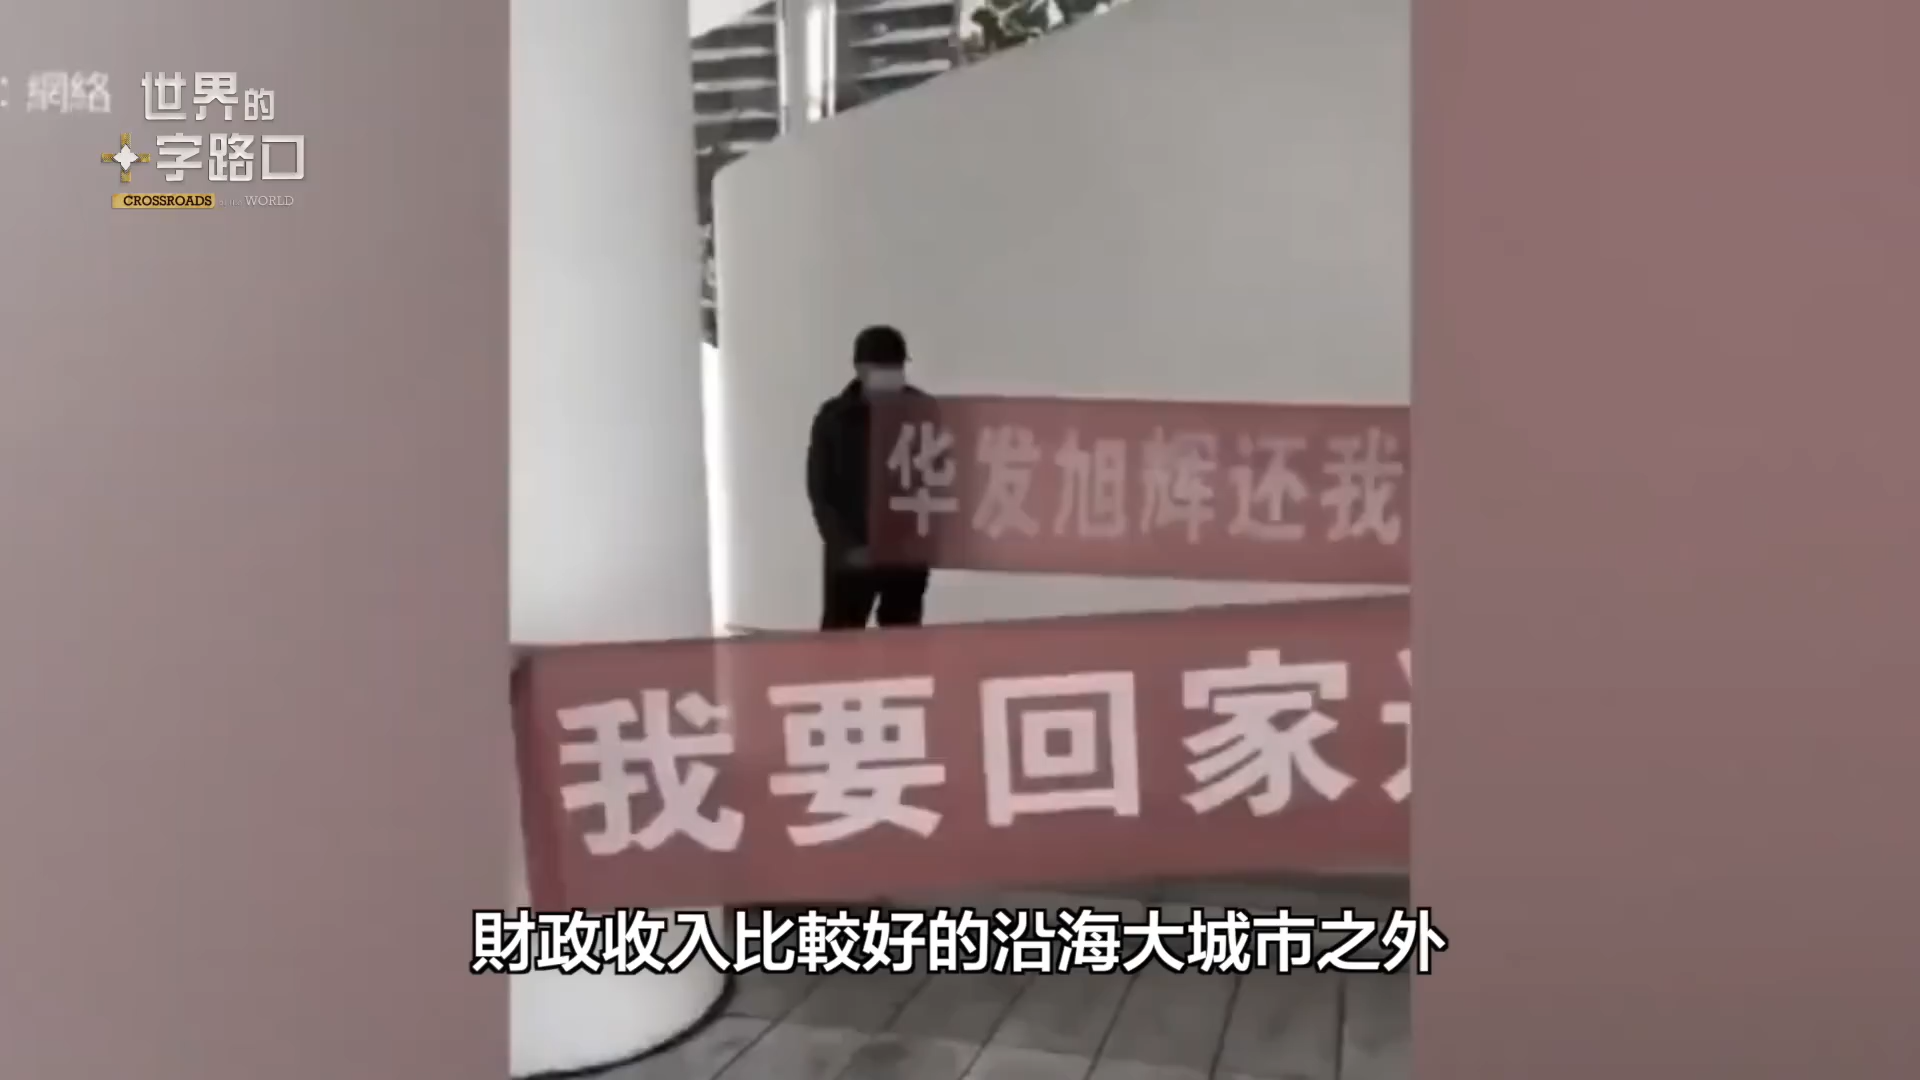 ：網絡
世界的
十字路口
CROSSROADS WORLD
华发旭辉还我
我要回家
財政收入比較好的沿海大城市之外